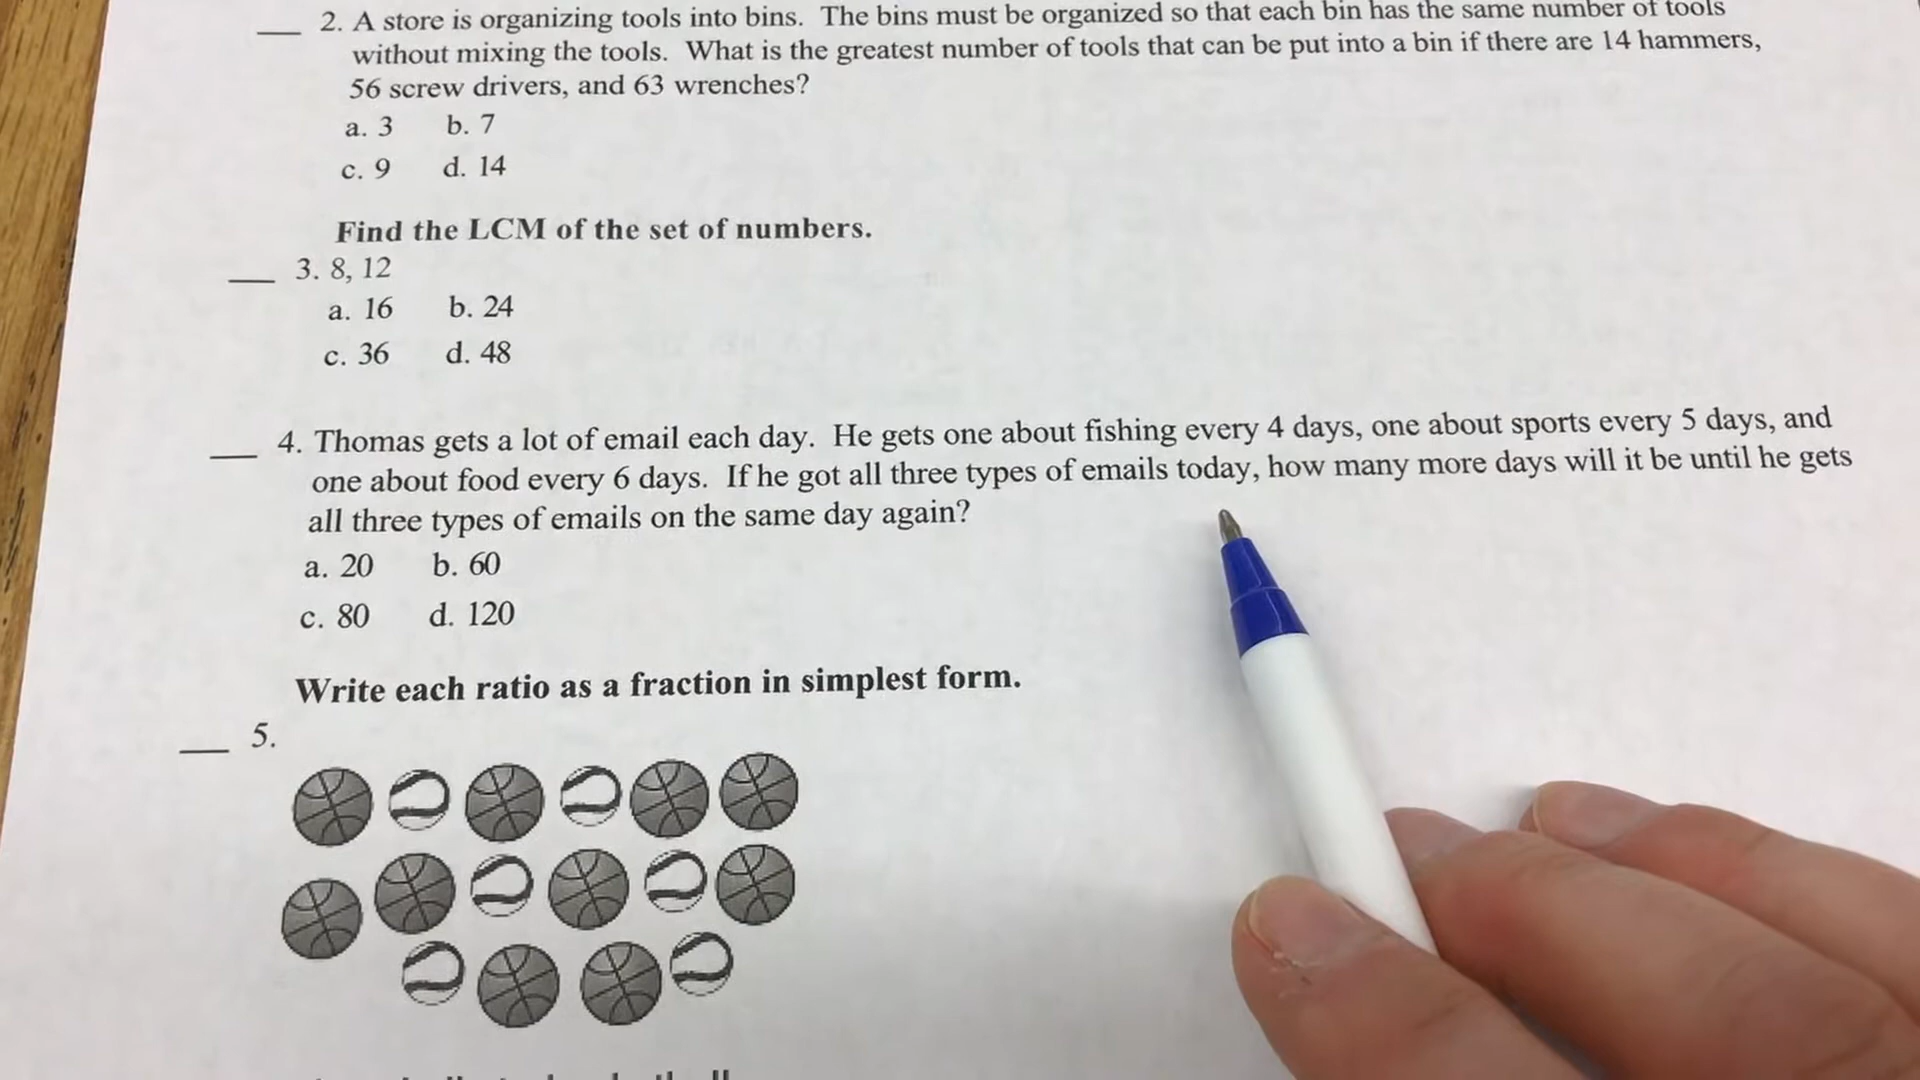 ___ 2. A store is organizing tools into bins. The bins must be organized so that each bin has the same number of tools
without mixing the tools. What is the greatest number of tools that can be put into a bin if there are 14 hammers,
56 screw drivers, and 63 wrenches?
a. 3 b. 7
c. 9 d. 14
Find the LCM of the set of numbers.
___ 3. 8, 12
a. 16 b. 24
c. 36 d. 48
___ 4. Thomas gets a lot of email each day. He gets one about fishing every 4 days, one about sports every 5 days, and
one about food every 6 days. If he got all three types of emails today, how many more days will it be until he gets
all three types of emails on the same day again?
a. 20 b. 60
c. 80 d. 120
Write each ratio as a fraction in simplest form.
___ 5.